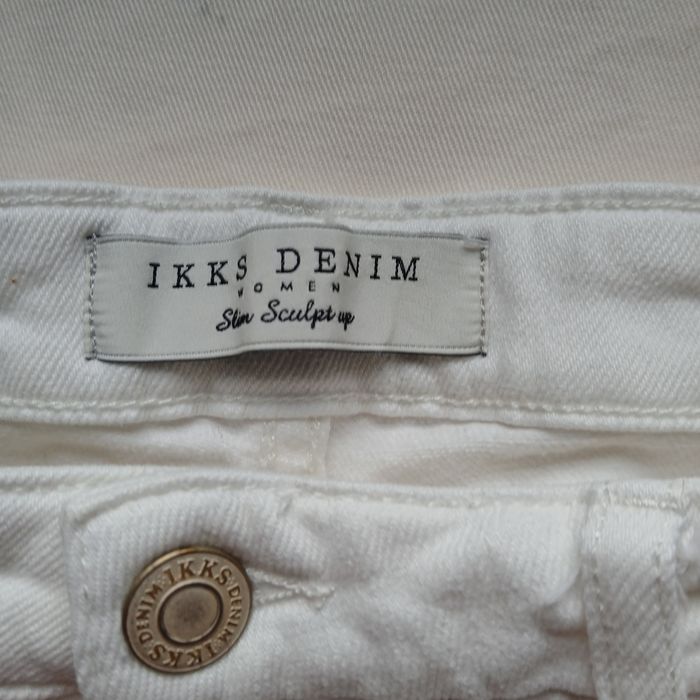 IKKS DENIM
WOMEN
Slim Sculpt up
IKKS · DENIM · IKKS · DENIM